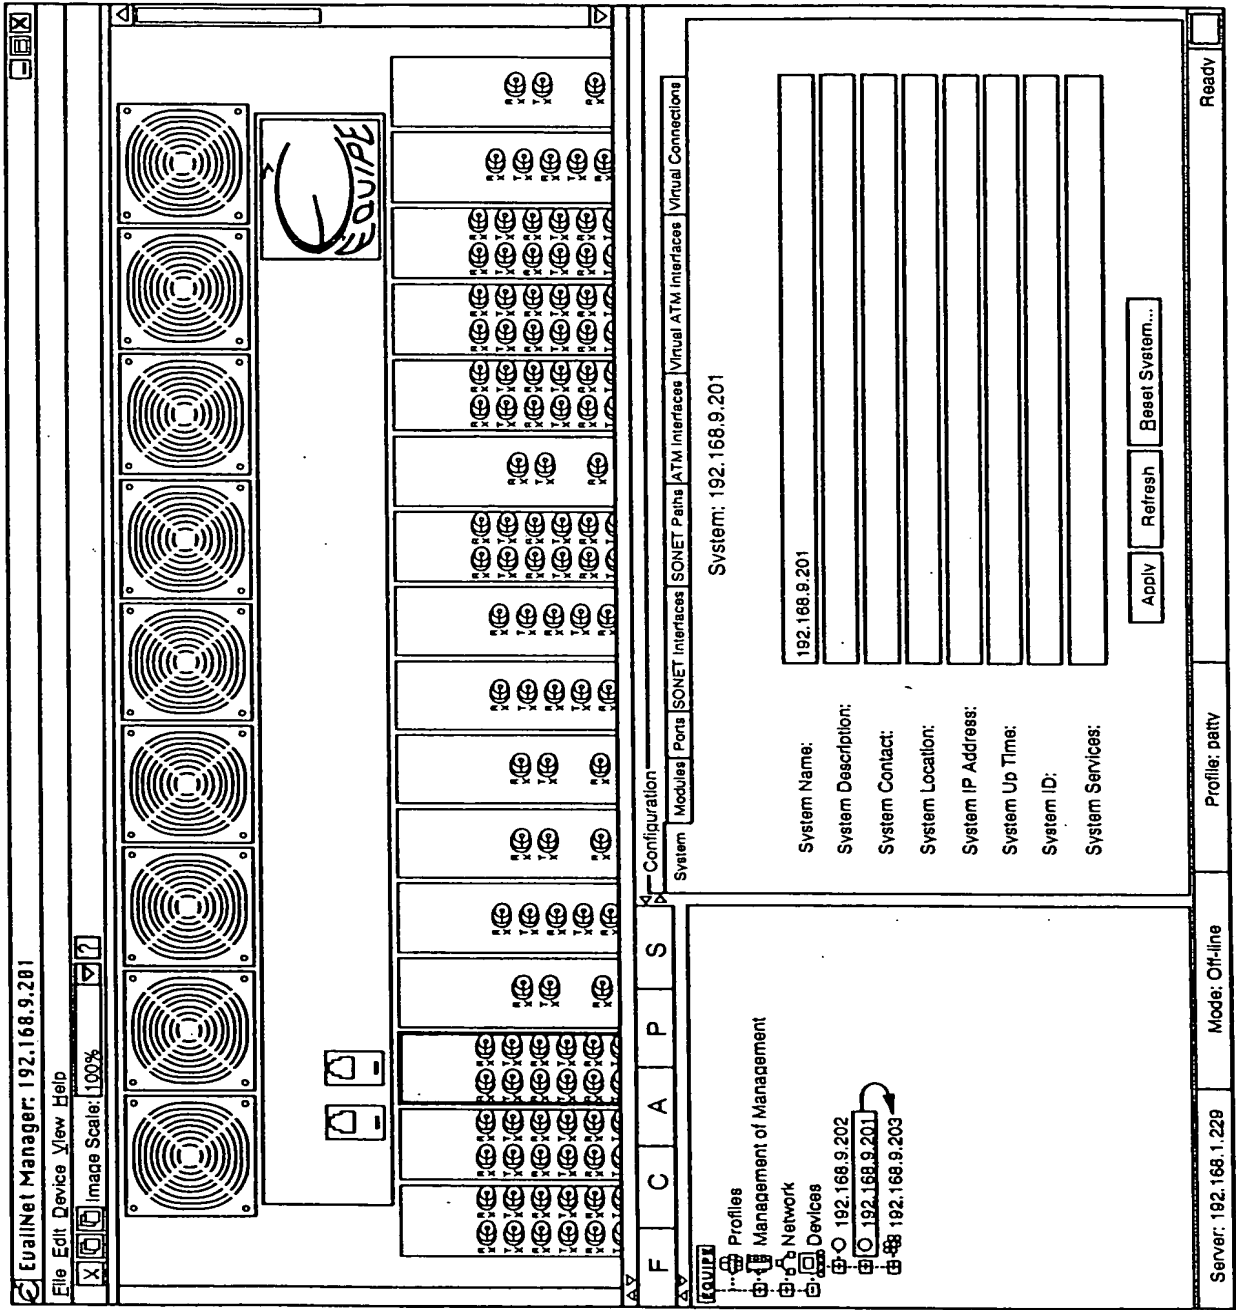 EualNet Manager: 192.168.9.201
File Edit Device View Help
Image Scale: 100%
?
EQUIPE
F C A P S
EQUIPE
Profiles
Management of Management
Network
Devices
192.168.9.202
192.168.9.201
192.168.9.203
Configuration
System Modules Ports SONET Interfaces SONET Paths ATM Interfaces Virtual ATM Interfaces Virtual Connections
System: 192.168.9.201
System Name: 192.168.9.201
System Description:
System Contact:
System Location:
System IP Address:
System Up Time:
System ID:
System Services:
Apply Refresh Beset System...
Server: 192.168.1.229 Mode: Off-line Profile: patty Ready